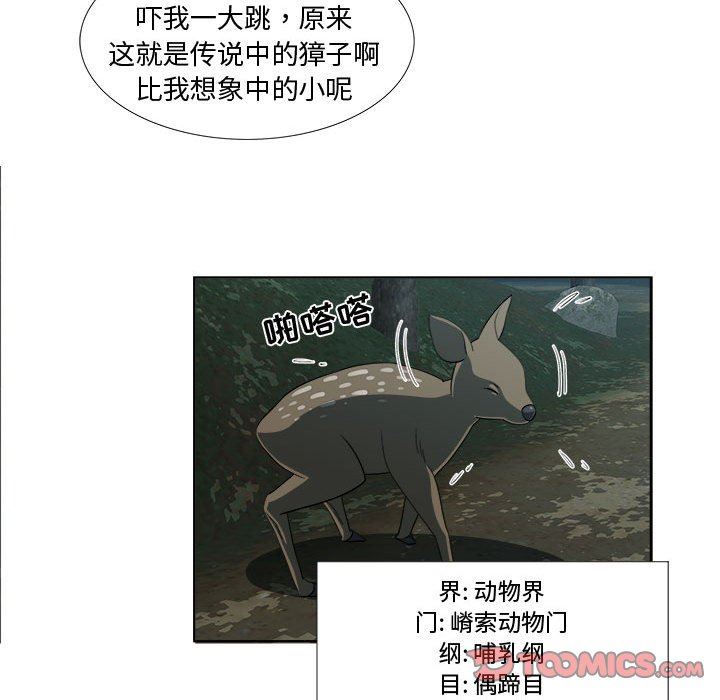 吓我一大跳，原来
这就是传说中的獐子啊
比我想象中的小呢
啪嗒嗒
界:动物界
门:嵴索动物门
纲:哺乳纲
目:偶蹄目
TOOMICS.COM